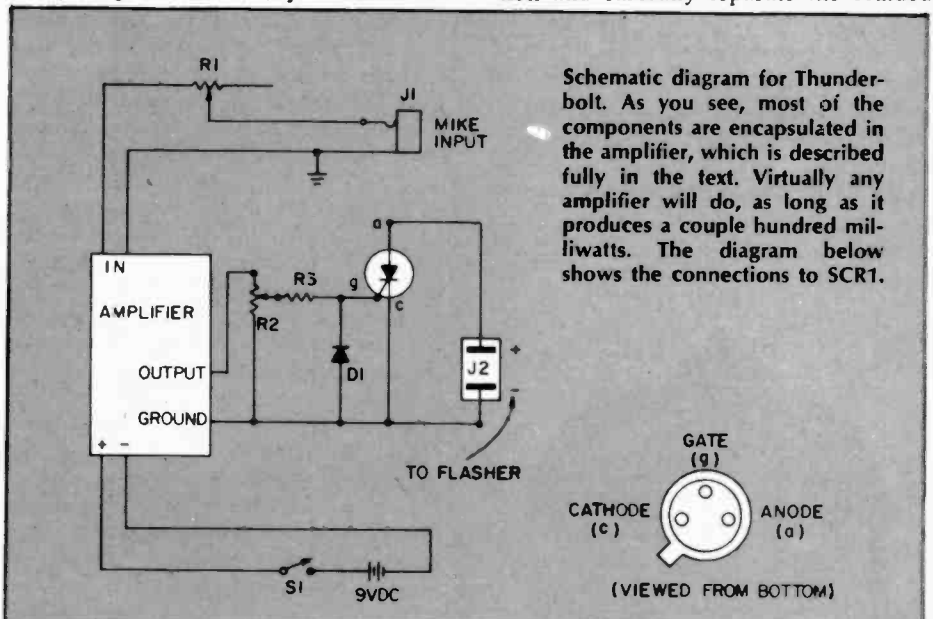 R1
J1
MIKE
INPUT
Schematic diagram for Thunder-
bolt. As you see, most of the
components are encapsulated in
the amplifier, which is described
fully in the text. Virtually any
amplifier will do, as long as it
produces a couple hundred mil-
liwatts. The diagram below
shows the connections to SCR1.
IN
AMPLIFIER
OUTPUT
GROUND
+ -
R2
R3
g
a
c
D1
J2
+
-
TO FLASHER
S1
9VDC
GATE
(g)
CATHODE
(c)
ANODE
(a)
(VIEWED FROM BOTTOM)